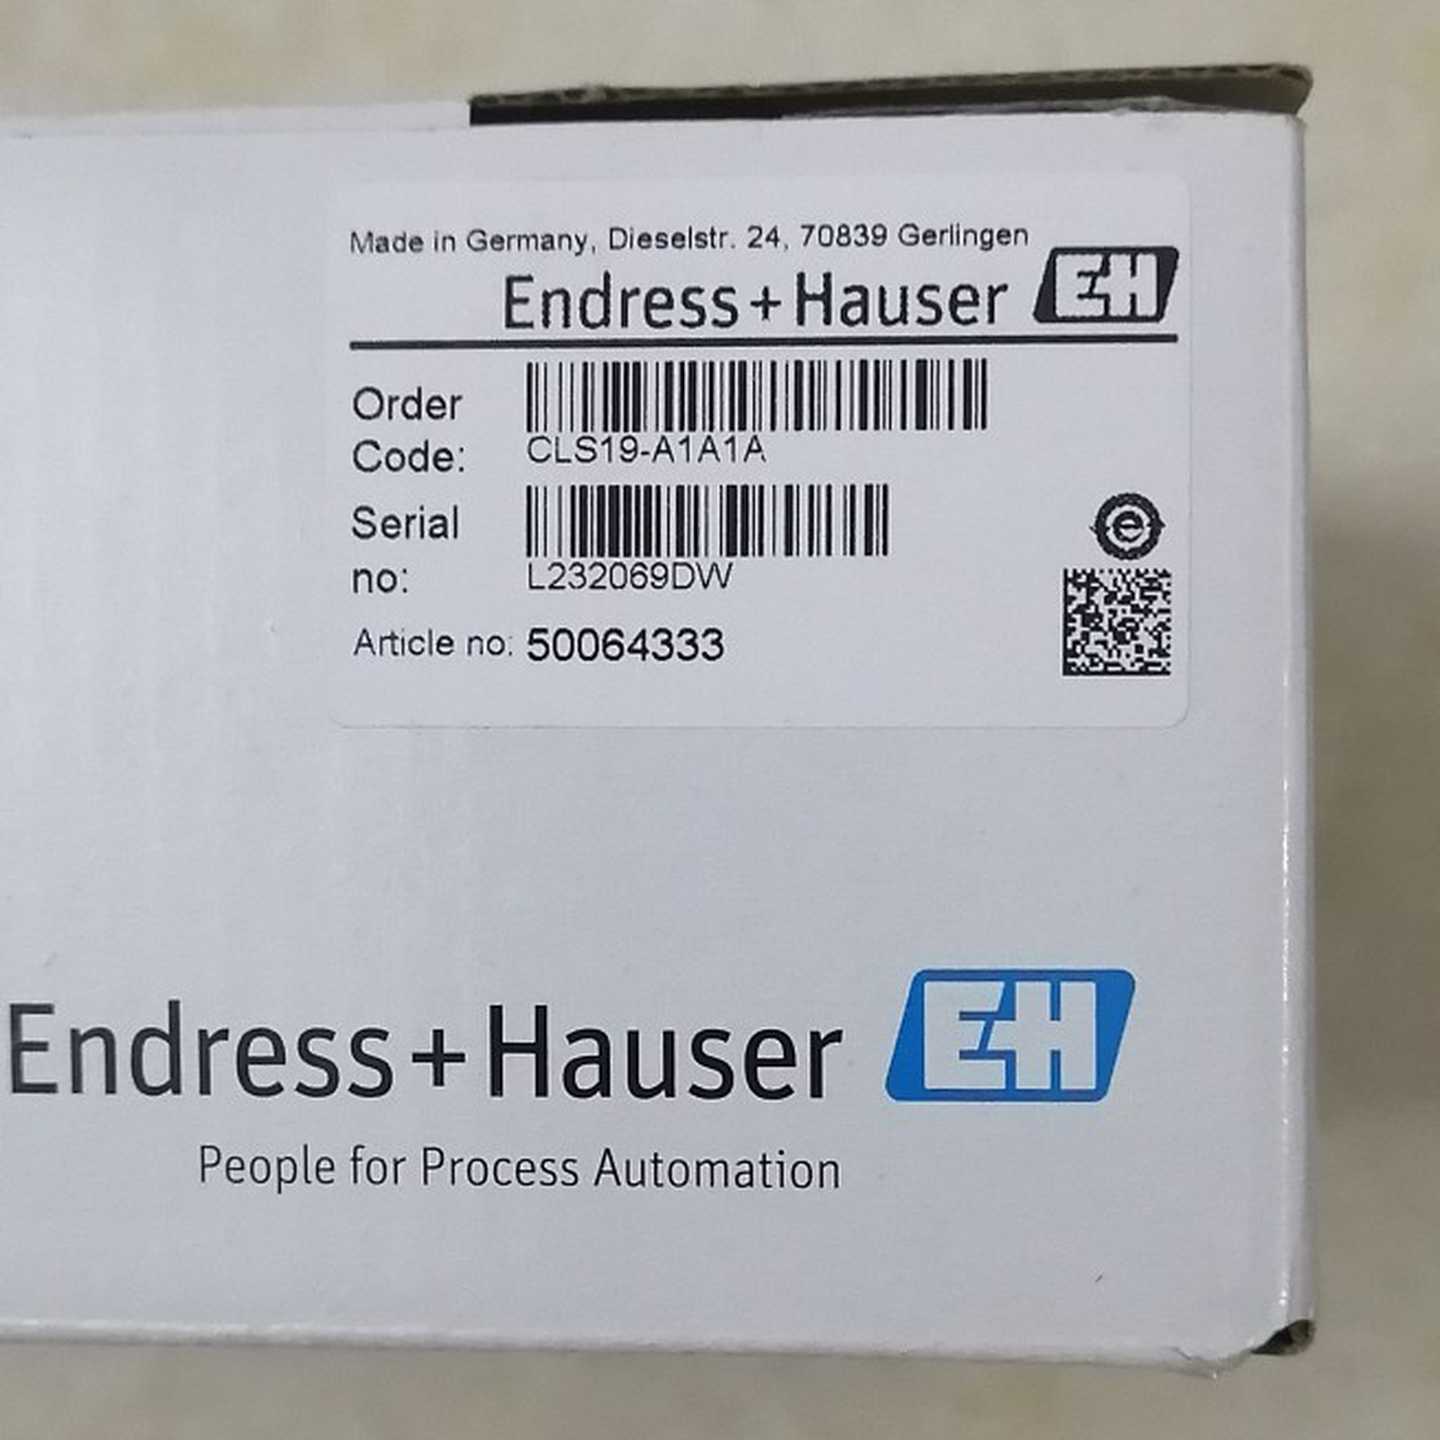 Made in Germany, Dieselstr. 24, 70839 Gerlingen
Endress+Hauser EH
Order Code: CLS19-A1A1A
Serial no: L232069DW
Article no: 50064333
Endress+Hauser EH
People for Process Automation